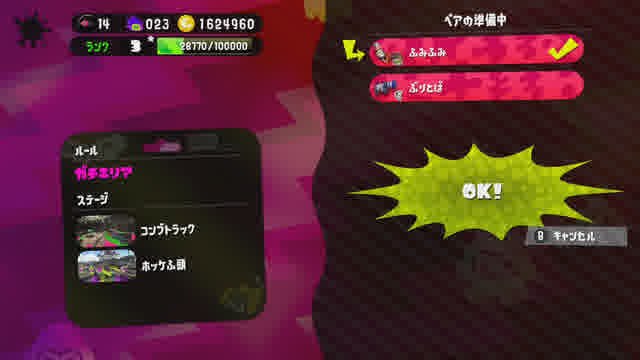 14 023 1624960
ランク 3 28770/100000
ルール
ガチエリア
ステージ
コンブトラック
ホッケふ頭
ペアの準備中
ふみふみ
ぶりとば
OK!
B キャンセル